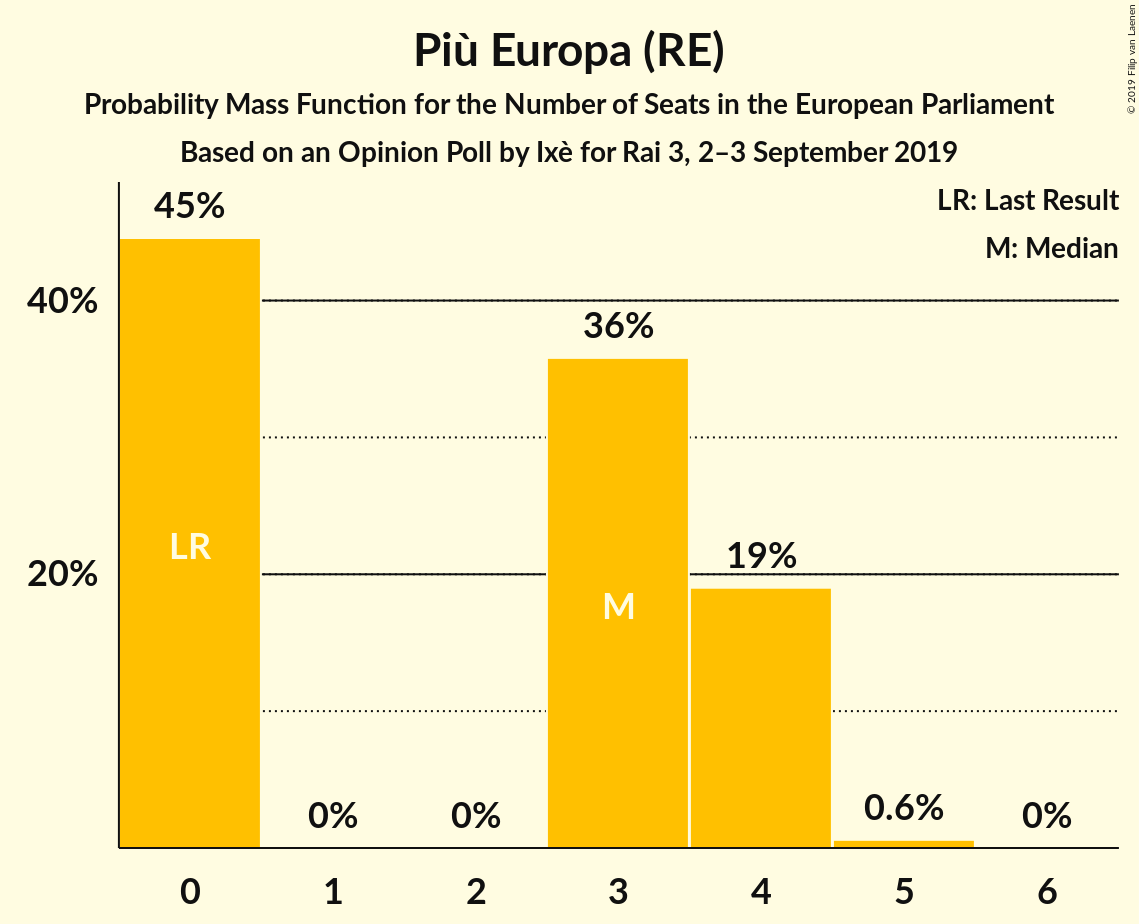 Più Europa (RE)
Probability Mass Function for the Number of Seats in the European Parliament
Based on an Opinion Poll by Ixè for Rai 3, 2–3 September 2019
© 2019 Filip van Laenen
LR: Last Result
M: Median
45%
40%
36%
LR
19%
20%
M
0%
0%
0.6%
0%
0
1
2
3
4
5
6